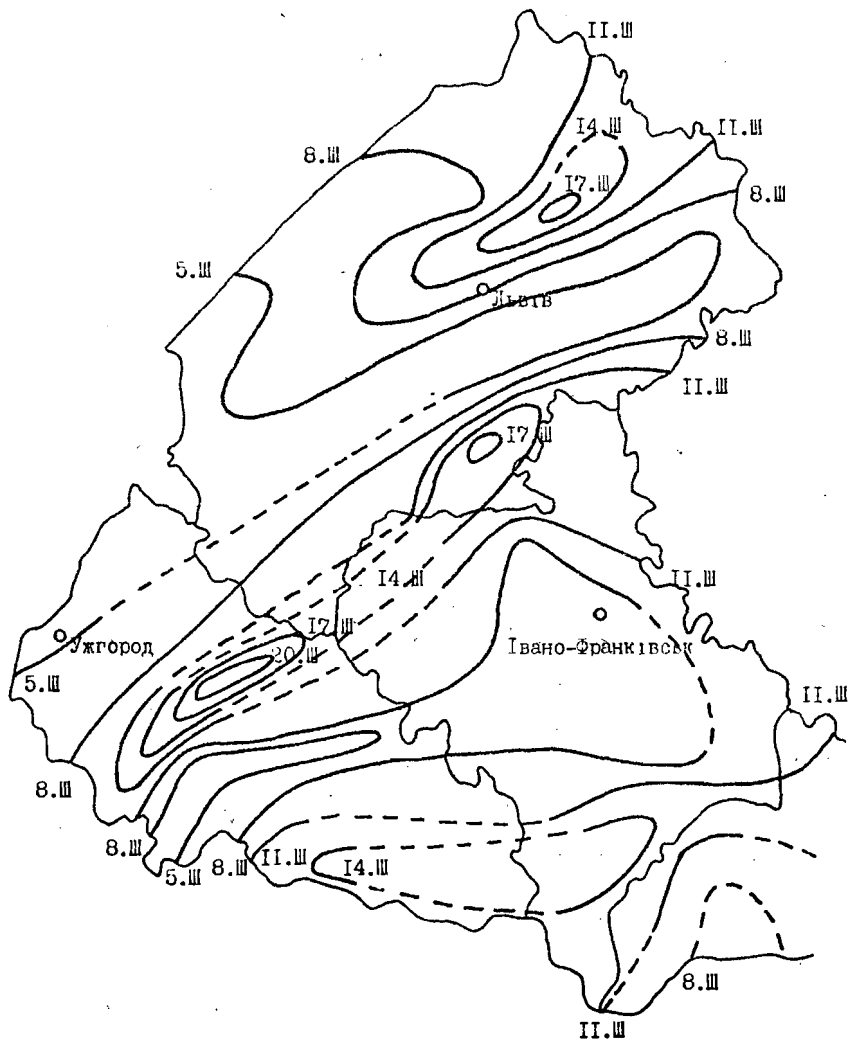 II.Ш
I4.Ш
II.Ш
8.Ш
I7.Ш
8.Ш
5.Ш
Львів
8.Ш
II.Ш
I7.Ш
I4.Ш
II.Ш
I7.Ш
Ужгород
20.Ш
Івано-Франківськ
5.Ш
II.Ш
8.Ш
8.Ш
5.Ш
8.Ш
II.Ш
I4.Ш
8.Ш
II.Ш